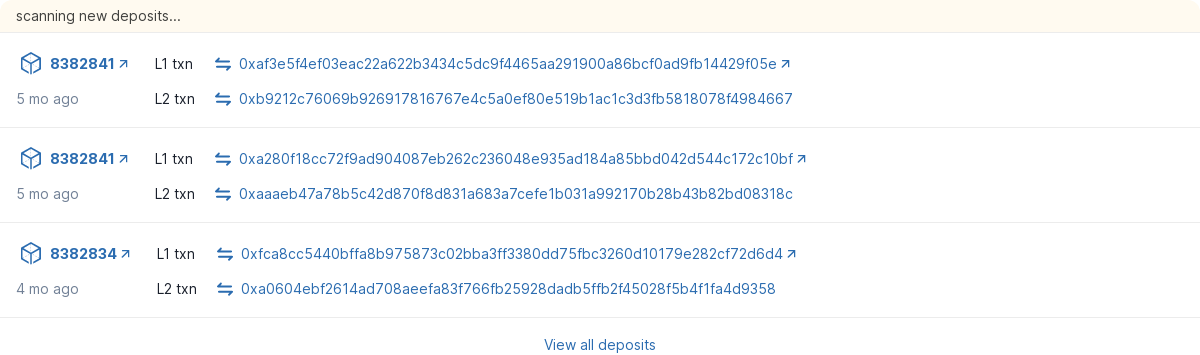 scanning new deposits...
8382841 L1 txn 0xaf3e5f4ef03eac22a622b3434c5dc9f4465aa291900a86bcf0ad9fb14429f05e
5 mo ago L2 txn 0xb9212c76069b926917816767e4c5a0ef80e519b1ac1c3d3fb5818078f4984667
8382841 L1 txn 0xa280f18cc72f9ad904087eb262c236048e935ad184a85bbd042d544c172c10bf
5 mo ago L2 txn 0xaaaeb47a78b5c42d870f8d831a683a7cefe1b031a992170b28b43b82bd08318c
8382834 L1 txn 0xfca8cc5440bffa8b975873c02bba3ff3380dd75fbc3260d10179e282cf72d6d4
4 mo ago L2 txn 0xa0604ebf2614ad708aeefa83f766fb25928dadb5ffb2f45028f5b4f1fa4d9358
View all deposits